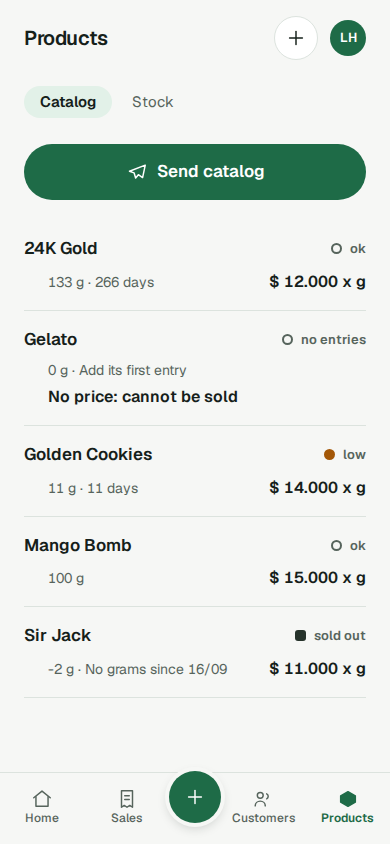 Products
LH
Catalog
Stock
Send catalog
24K Gold
ok
133 g · 266 days
$ 12.000 x g
Gelato
no entries
0 g · Add its first entry
No price: cannot be sold
Golden Cookies
low
11 g · 11 days
$ 14.000 x g
Mango Bomb
ok
100 g
$ 15.000 x g
Sir Jack
sold out
-2 g · No grams since 16/09
$ 11.000 x g
Home
Sales
Customers
Products